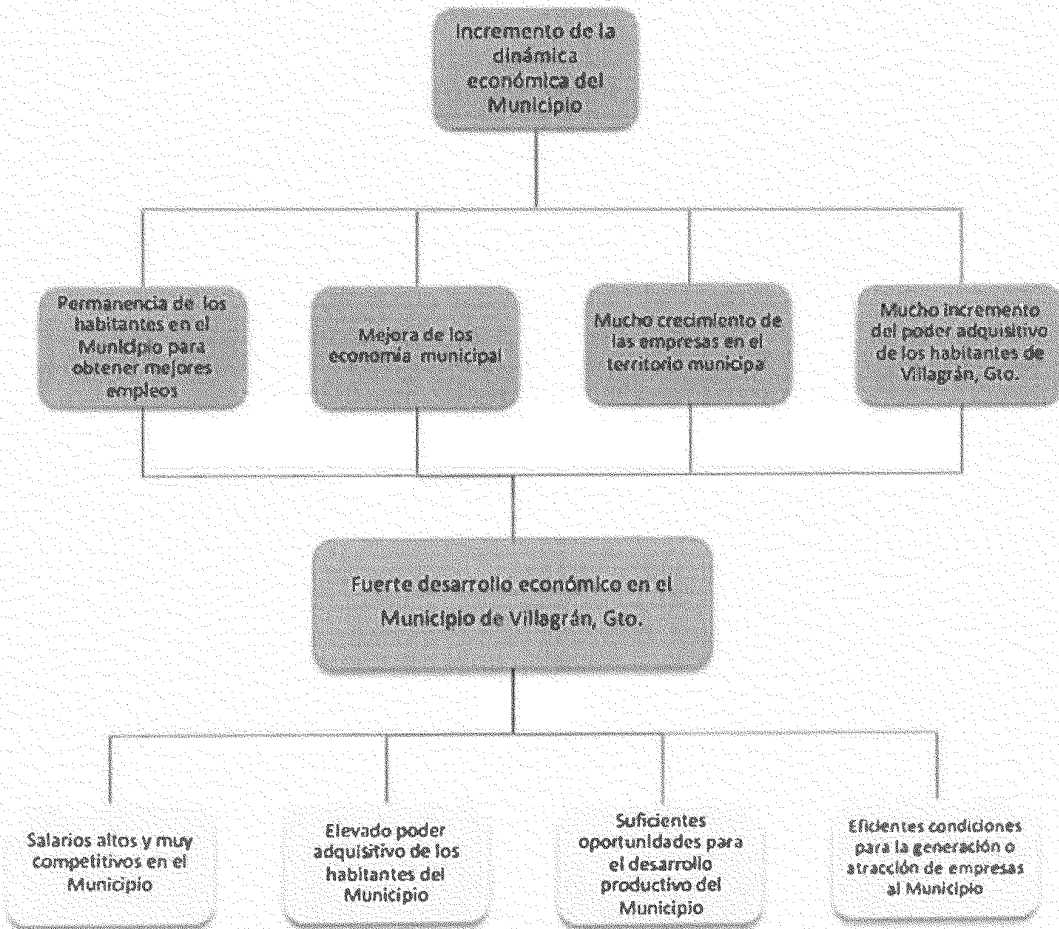 Incremento de la
dinámica
económica del
Municipio
Permanencia de los
habitantes en el
Municipio para
obtener mejores
empleos
Mejora de los
economía municipal
Mucho crecimiento de
las empresas en el
territorio municipa
Mucho incremento
del poder adquisitivo
de los habitantes de
Villagrán, Gto.
Fuerte desarrollo económico en el
Municipio de Villagrán, Gto.
Salarios altos y muy
competitivos en el
Municipio
Elevado poder
adquisitivo de los
habitantes del
Municipio
Suficientes
oportunidades para
el desarrollo
productivo del
Municipio
Eficientes condiciones
para la generación o
atracción de empresas
al Municipio